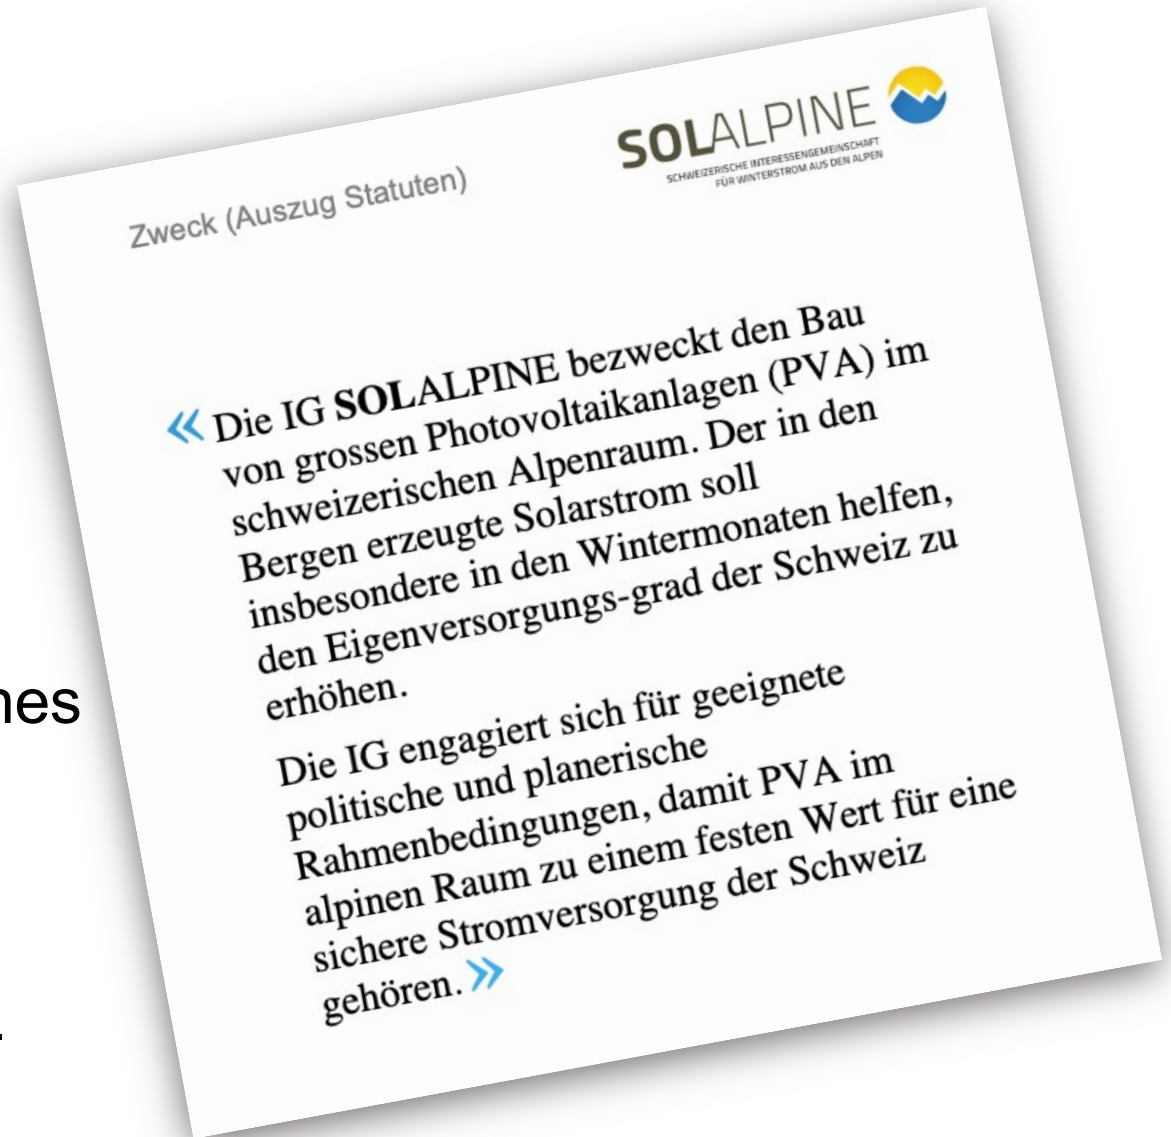 SOLALPINE
SCHWEIZERISCHE INTERESSENGEMEINSCHAFT
FÜR WINTERSTROM AUS DEN ALPEN
Zweck (Auszug Statuten)
« Die IG SOLALPINE bezweckt den Bau
von grossen Photovoltaikanlagen (PVA) im
schweizerischen Alpenraum. Der in den
Bergen erzeugte Solarstrom soll
insbesondere in den Wintermonaten helfen,
den Eigenversorgungs-grad der Schweiz zu
erhöhen.
Die IG engagiert sich für geeignete
politische und planerische
Rahmenbedingungen, damit PVA im
alpinen Raum zu einem festen Wert für eine
sichere Stromversorgung der Schweiz
gehören. »